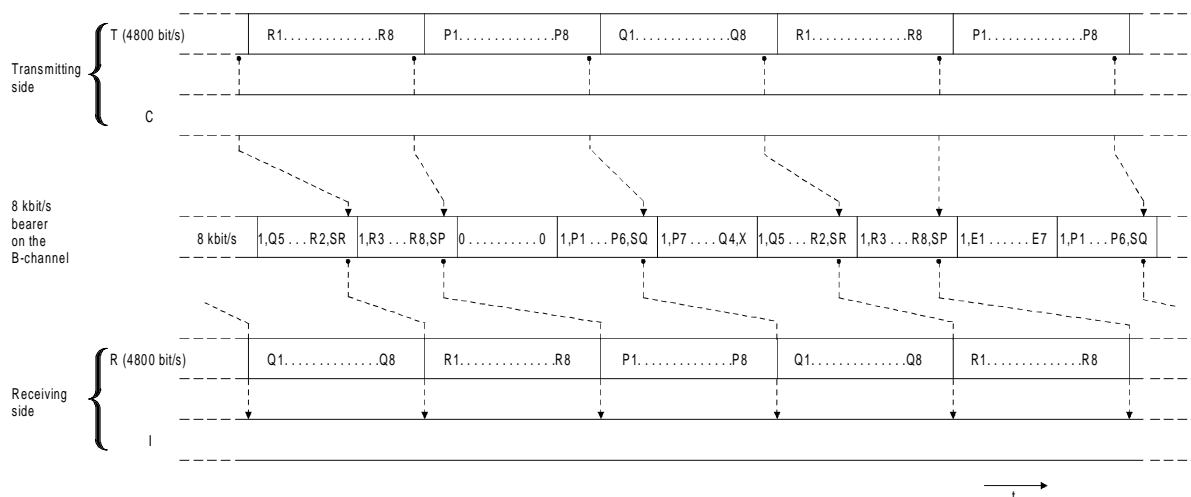 T (4800 bit/s) R1.............R8 P1.............P8 Q1.............Q8 R1.............R8 P1.............P8
Transmitting
side
C
8 kbit/s
bearer
on the
B-channel
8 kbit/s 1,Q5...R2,SR 1,R3...R8,SP 0..........0 1,P1...P6,SQ 1,P7....Q4,X 1,Q5...R2,SR 1,R3...R8,SP 1,E1......E7 1,P1...P6,SQ
R (4800 bit/s) Q1.............Q8 R1.............R8 P1.............P8 Q1.............Q8 R1.............R8
Receiving
side
I
t